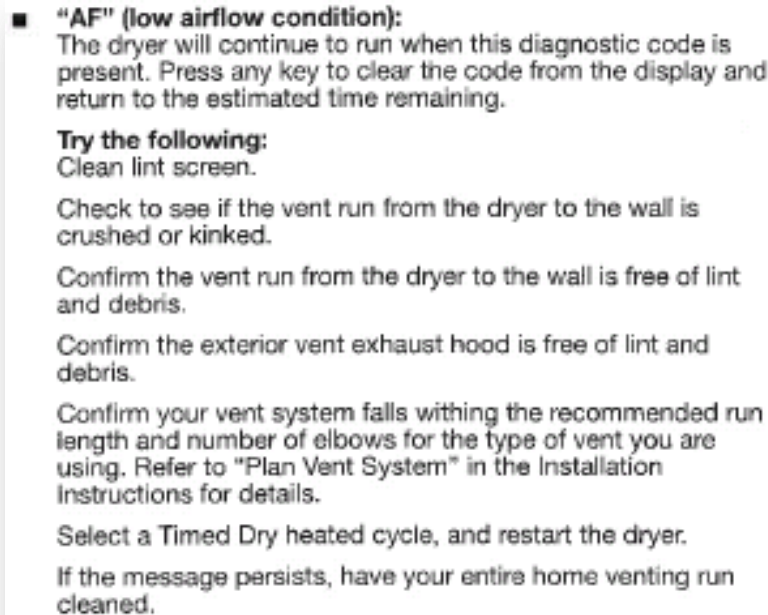 ■ "AF" (low airflow condition):
The dryer will continue to run when this diagnostic code is
present. Press any key to clear the code from the display and
return to the estimated time remaining.
Try the following:
Clean lint screen.
Check to see if the vent run from the dryer to the wall is
crushed or kinked.
Confirm the vent run from the dryer to the wall is free of lint
and debris.
Confirm the exterior vent exhaust hood is free of lint and
debris.
Confirm your vent system falls withing the recommended run
length and number of elbows for the type of vent you are
using. Refer to "Plan Vent System" in the Installation
Instructions for details.
Select a Timed Dry heated cycle, and restart the dryer.
If the message persists, have your entire home venting run
cleaned.